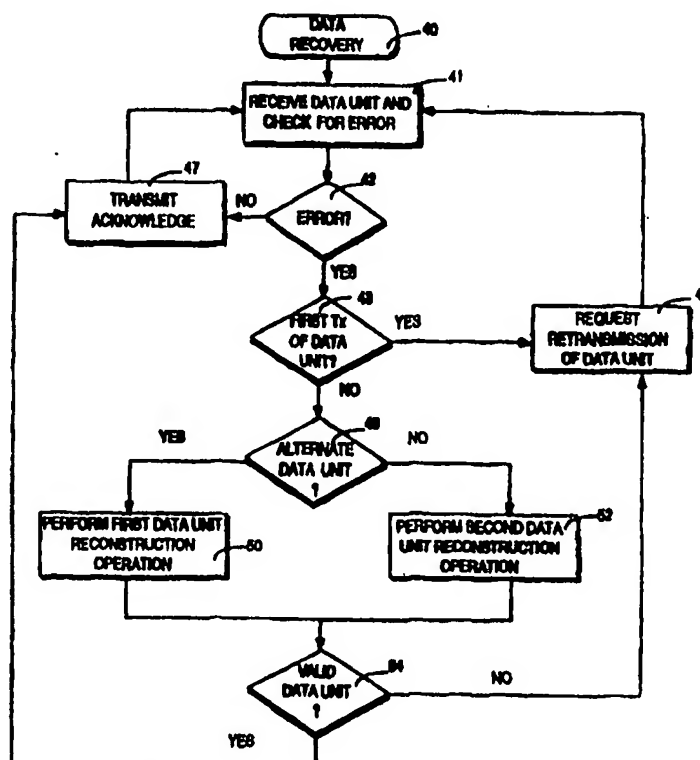 DATA
RECOVERY
40
41
RECEIVE DATA UNIT AND
CHECK FOR ERROR
47
TRANSMIT
ACKNOWLEDGE
NO
42
ERROR?
YES
FIRST Tx
OF DATA
UNIT?
YES
4
REQUEST
RETRANSMISSION
OF DATA UNIT
NO
YES
ALTERNATE
DATA UNIT
?
NO
PERFORM FIRST DATA UNIT
RECONSTRUCTION
OPERATION
50
52
PERFORM SECOND DATA
UNIT RECONSTRUCTION
OPERATION
VALID
DATA UNIT
?
54
NO
YES